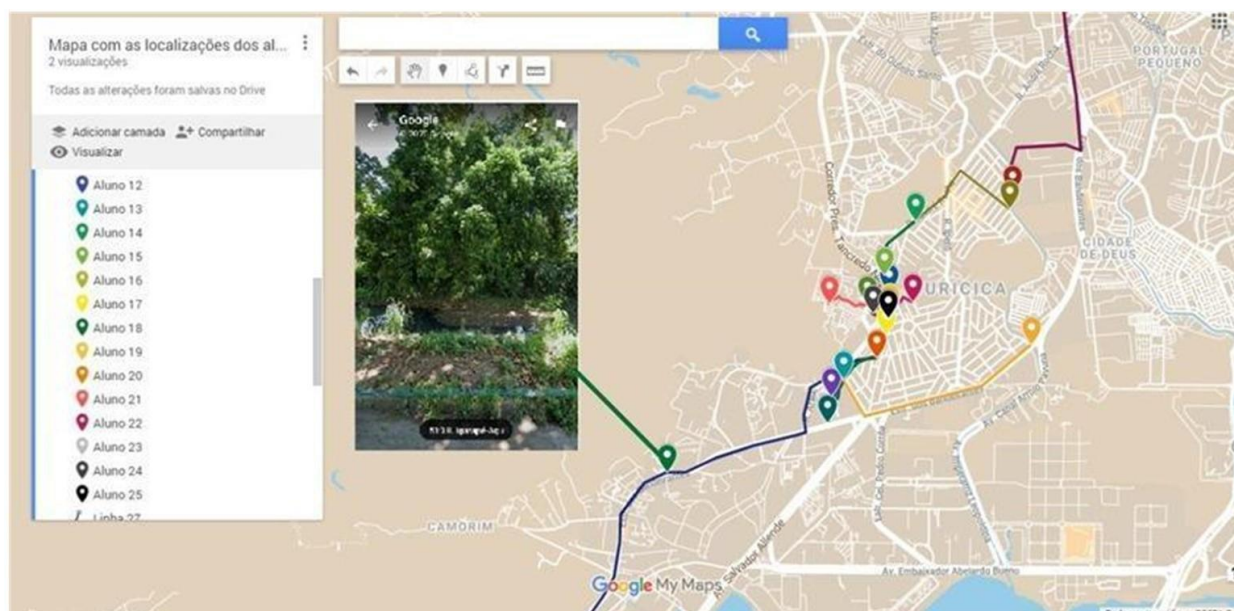 Mapa com as localizações dos al...
2 visualizações
Todas as alterações foram salvas no Drive
Adicionar camada
Compartilhar
Visualizar
Aluno 12
Aluno 13
Aluno 14
Aluno 15
Aluno 16
Aluno 17
Aluno 18
Aluno 19
Aluno 20
Aluno 21
Aluno 22
Aluno 23
Aluno 24
Aluno 25
Linha 27
Google
PORTUGAL
PEQUENO
Corredor Pres. Tancredo
CIDADE
DE DEUS
URICICA
CAMORIM
Av. Salvador Allende
Av. Embaixador Abelardo Bueno
Google My Maps